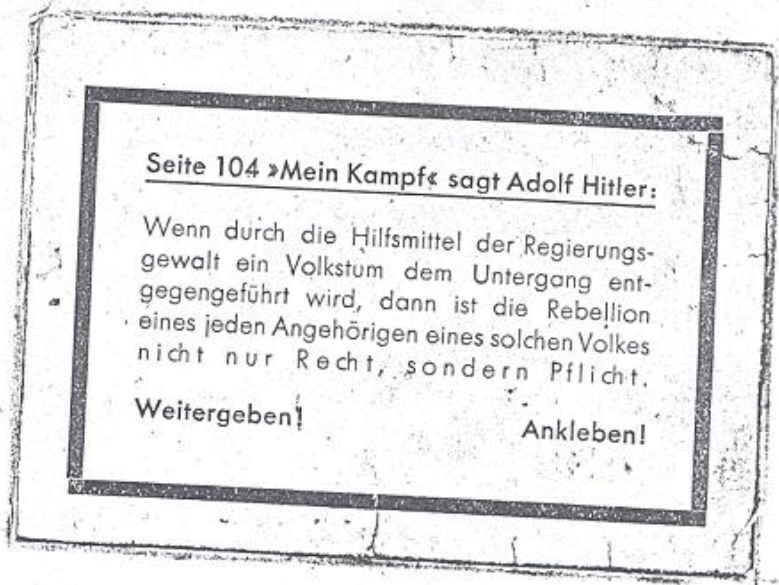 Seite 104 »Mein Kampf« sagt Adolf Hitler:
Wenn durch die Hilfsmittel der Regierungs-
gewalt ein Volkstum dem Untergang ent-
gegengeführt wird, dann ist die Rebellion
eines jeden Angehörigen eines solchen Volkes
nicht nur Recht, sondern Pflicht.
Weitergeben! Ankleben!